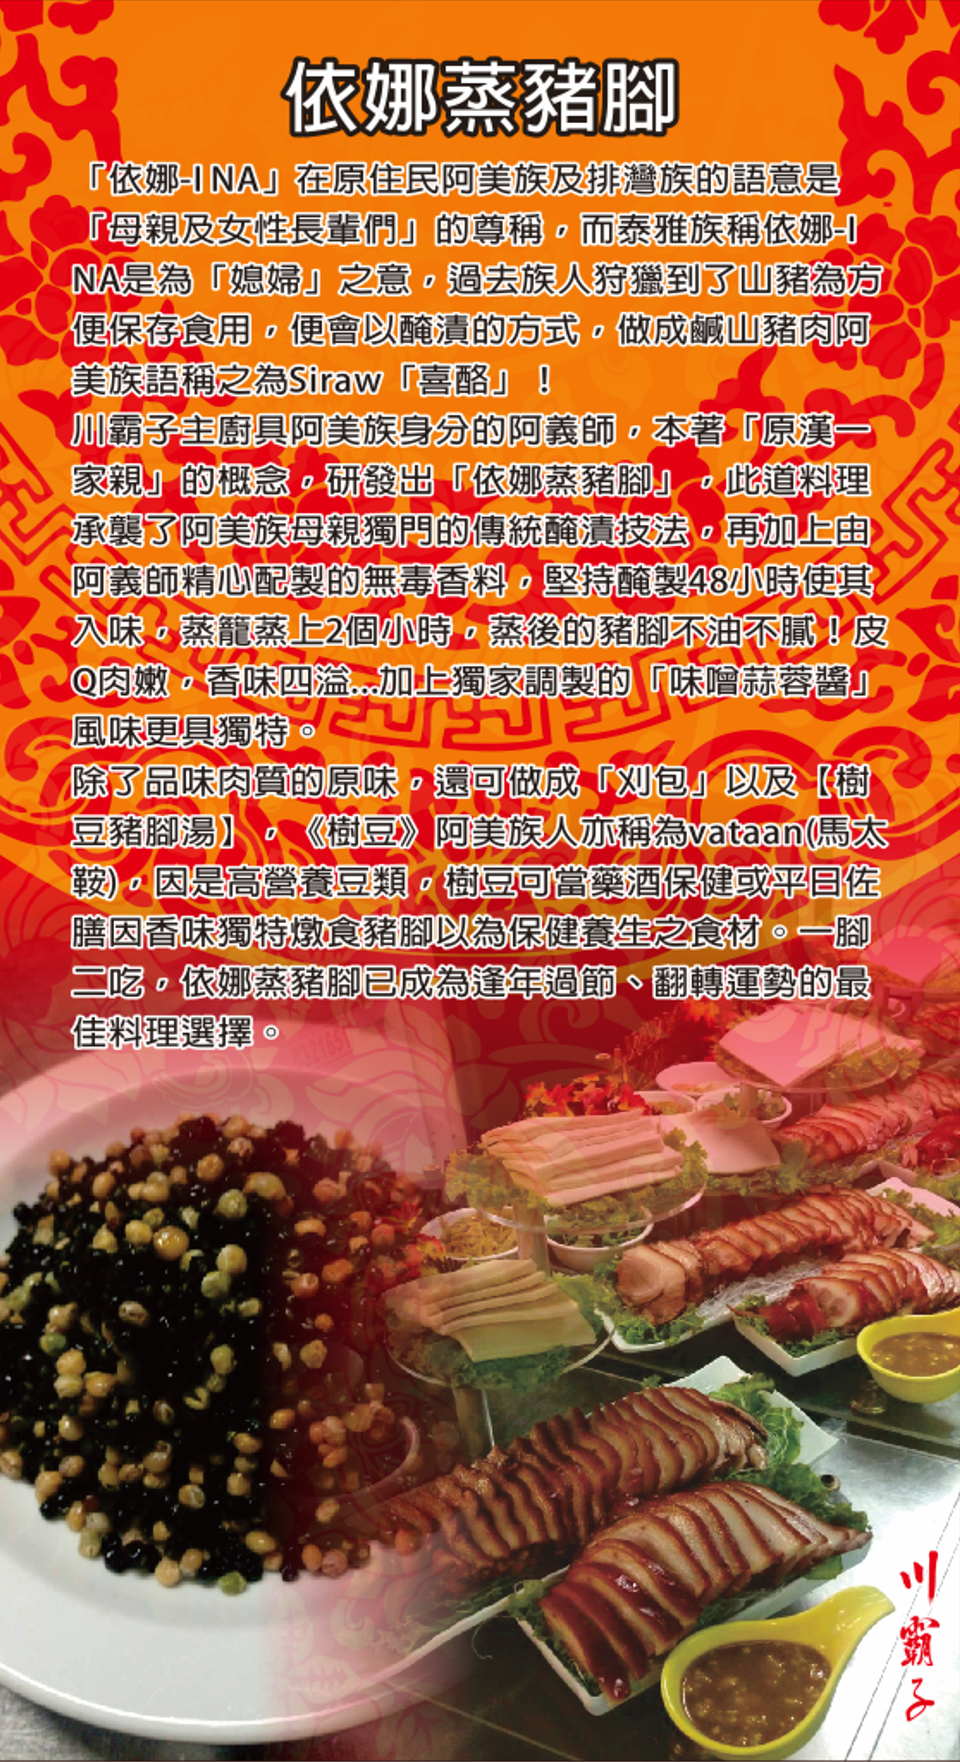 依娜蒸豬腳
「依娜-I NA」在原住民阿美族及排灣族的語意是
「母親及女性長輩們」的尊稱，而泰雅族稱依娜-I
NA是為「媳婦」之意，過去族人狩獵到了山豬為方
便保存食用，便會以醃漬的方式，做成鹹山豬肉阿
美族語稱之為Siraw「喜酪」！
川霸子主廚具阿美族身分的阿義師，本著「原漢一
家親」的概念，研發出「依娜蒸豬腳」，此道料理
承襲了阿美族母親獨門的傳統醃漬技法，再加上由
阿義師精心配製的無毒香料，堅持醃製48小時使其
入味，蒸籠蒸上2個小時，蒸後的豬腳不油不膩！皮
Q肉嫩，香味四溢...加上獨家調製的「味噌蒜蓉醬」
風味更具獨特。
除了品味肉質的原味，還可做成「刈包」以及【樹
豆豬腳湯】，《樹豆》阿美族人亦稱為vataan(馬太
鞍)，因是高營養豆類，樹豆可當藥酒保健或平日佐
膳因香味獨特燉食豬腳以為保健養生之食材。一腳
二吃，依娜蒸豬腳已成為逢年過節、翻轉運勢的最
佳料理選擇。
川霸子